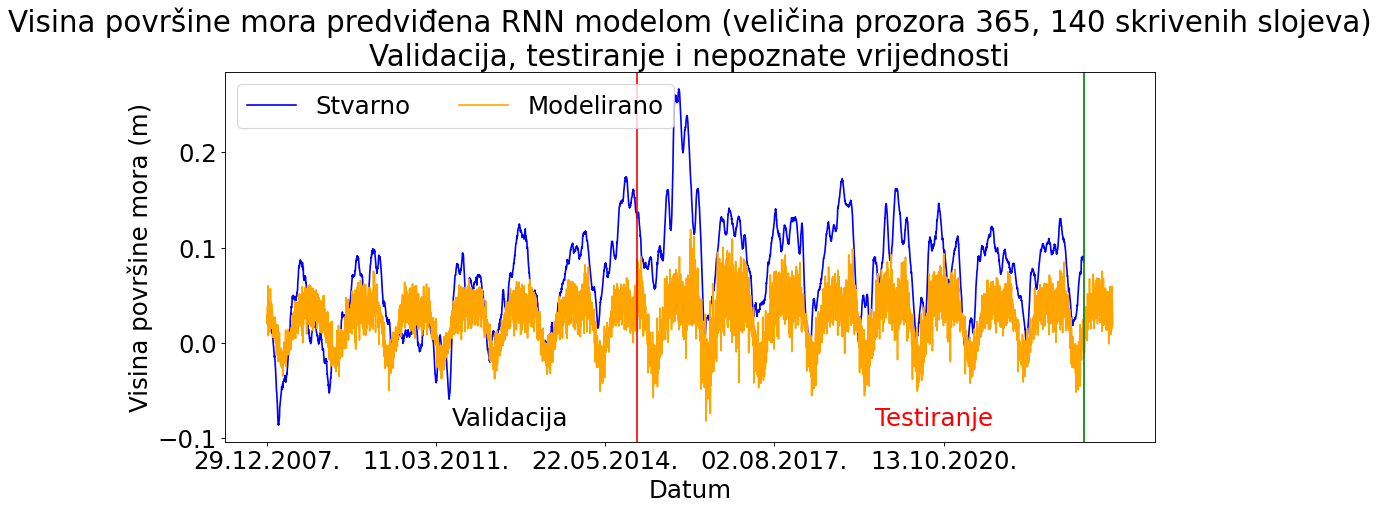 Visina površine mora predviđena RNN modelom (veličina prozora 365, 140 skrivenih slojeva)
Validacija, testiranje i nepoznate vrijednosti
Stvarno
Modelirano
Visina površine mora (m)
0.2
0.1
0.0
−0.1
Validacija
Testiranje
29.12.2007.
11.03.2011.
22.05.2014.
02.08.2017.
13.10.2020.
Datum